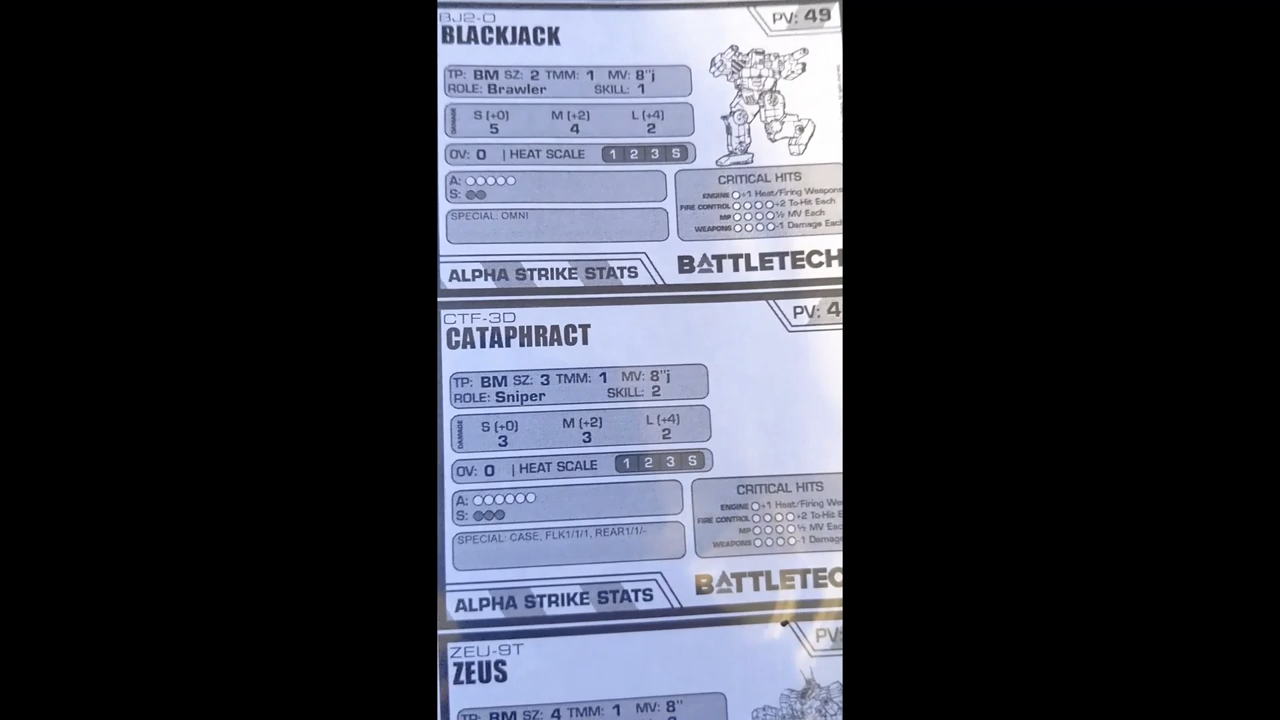 BJ2-O
PV: 49
BLACKJACK
TP: BM SZ: 2 TMM: 1 MV: 8"j
ROLE: Brawler SKILL: 1
DAMAGE
S (+0) M (+2) L (+4)
5 4 2
OV: 0 | HEAT SCALE 1 2 3 S
A:
S:
SPECIAL: OMNI
CRITICAL HITS
ENGINE +1 Heat/Firing Weapons
FIRE CONTROL +2 To-Hit Each
MP ½ MV Each
WEAPONS -1 Damage Eac
ALPHA STRIKE STATS
BATTLETECH
CTF-3D
PV: 4
CATAPHRACT
TP: BM SZ: 3 TMM: 1 MV: 8"j
ROLE: Sniper SKILL: 2
DAMAGE
S (+0) M (+2) L (+4)
3 3 2
OV: 0 | HEAT SCALE 1 2 3 S
A:
S:
SPECIAL: CASE, FLK1/1/1, REAR1/1/-
CRITICAL HITS
ENGINE +1 Heat/Firing We
FIRE CONTROL +2 To-Hit E
MP ½ MV Eac
WEAPONS -1 Damage
ALPHA STRIKE STATS
BATTLETEC
ZEU-9T
PV:
ZEUS
TP: BM SZ: 4 TMM: 1 MV: 8"